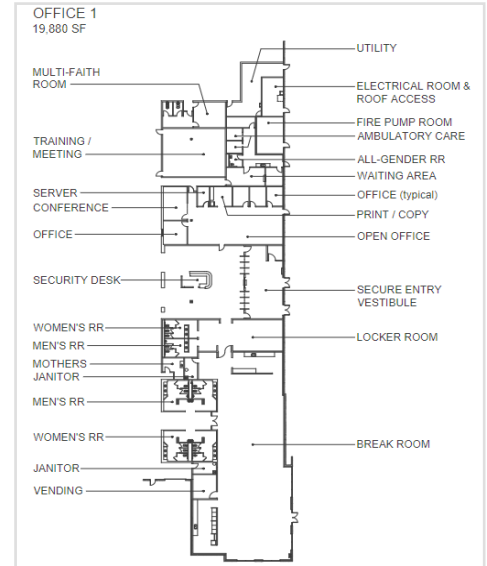 OFFICE 1
19,880 SF
UTILITY
MULTI-FAITH
ROOM
ELECTRICAL ROOM &
ROOF ACCESS
FIRE PUMP ROOM
AMBULATORY CARE
TRAINING /
MEETING
ALL-GENDER RR
WAITING AREA
SERVER
OFFICE (typical)
CONFERENCE
PRINT / COPY
OFFICE
OPEN OFFICE
SECURITY DESK
SECURE ENTRY
VESTIBULE
WOMEN'S RR
LOCKER ROOM
MEN'S RR
MOTHERS
JANITOR
MEN'S RR
WOMEN'S RR
BREAK ROOM
JANITOR
VENDING